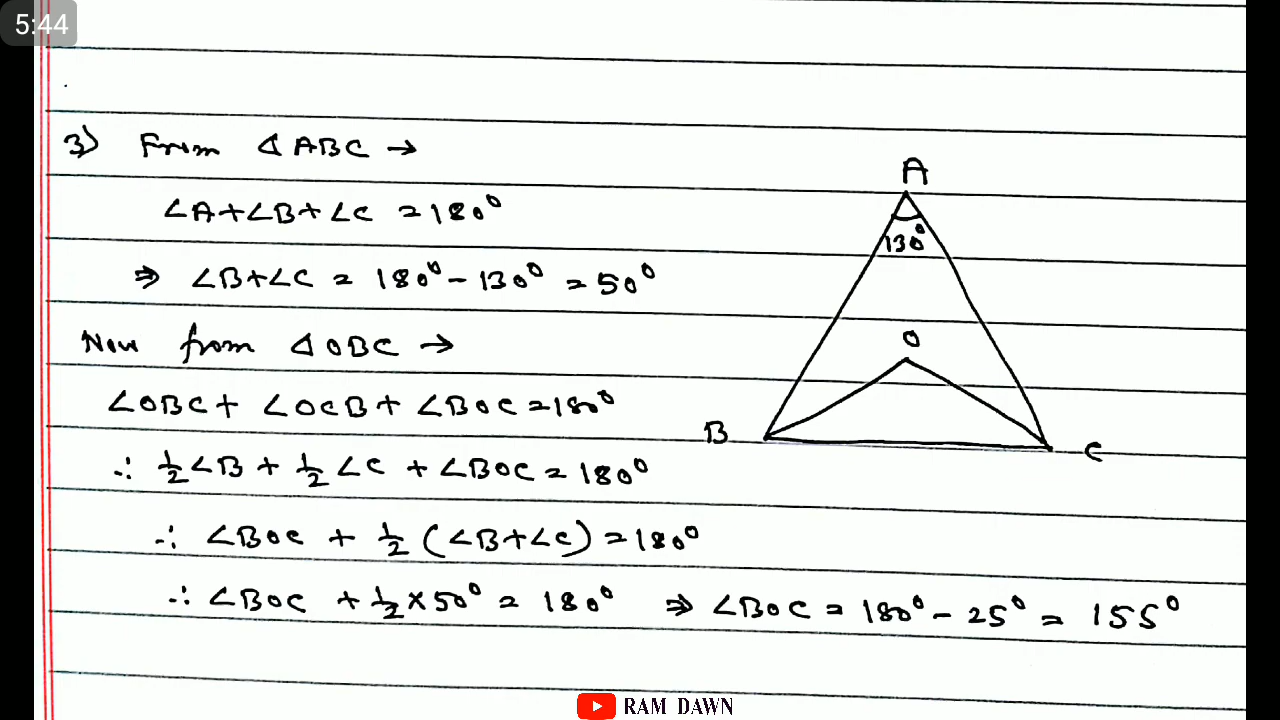 5:44
3) From △ABC →
∠A+∠B+∠C = 180°
⇒ ∠B+∠C = 180° - 130° = 50°
Now from △OBC →
∠OBC + ∠OCB + ∠BOC = 180°
∴ ½∠B + ½∠C + ∠BOC = 180°
∴ ∠BOC + ½ (∠B+∠C) = 180°
∴ ∠BOC + ½ × 50° = 180° ⇒ ∠BOC = 180° - 25° = 155°
A
130°
O
B
C
RAM DAWN